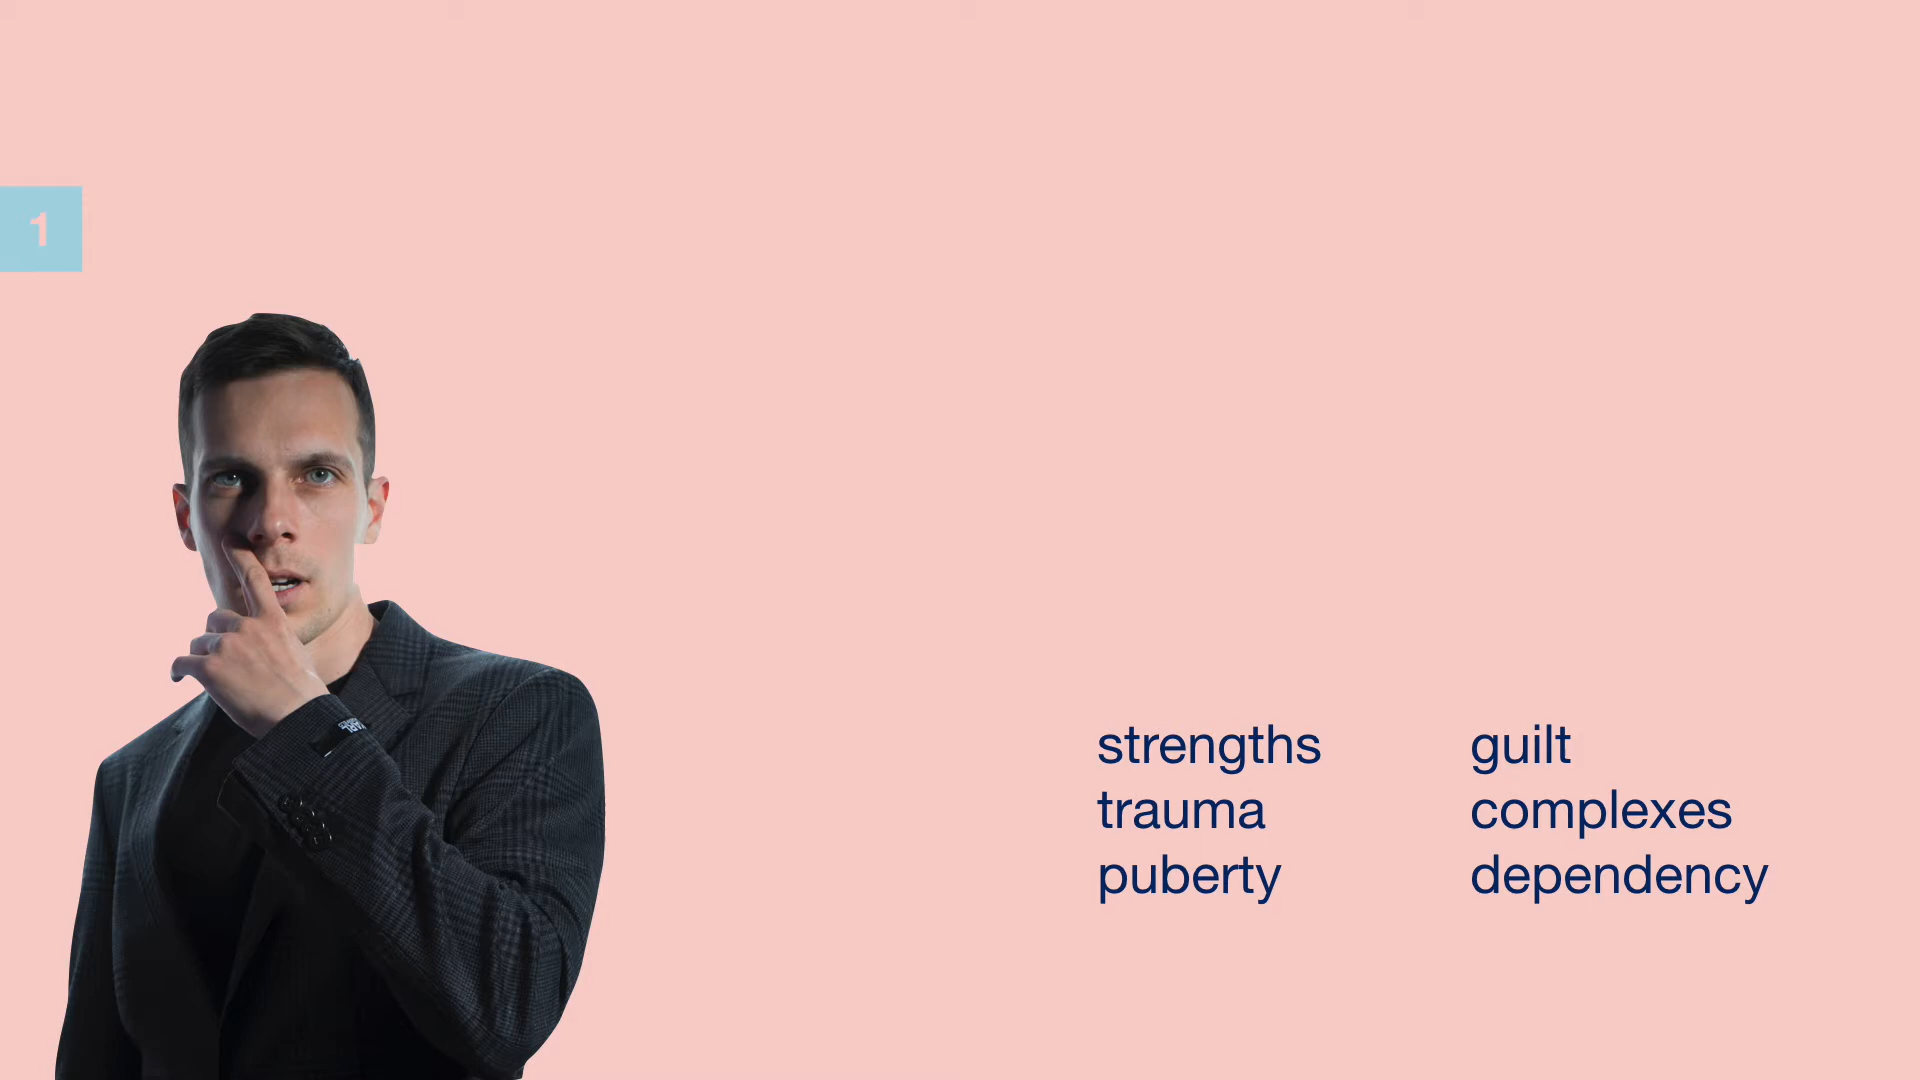 1
strengths
trauma
puberty
guilt
complexes
dependency